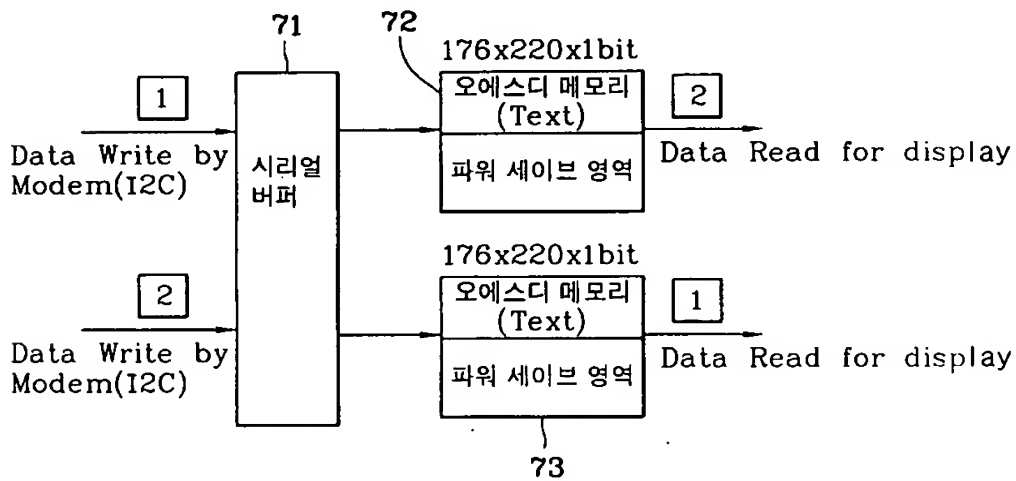 71
72
176x220x1bit
1
오에스디 메모리
(Text)
2
Data Write by
Modem(I2C)
시리얼
버퍼
파워 세이브 영역
Data Read for display
176x220x1bit
2
오에스디 메모리
(Text)
1
Data Write by
Modem(I2C)
파워 세이브 영역
Data Read for display
73